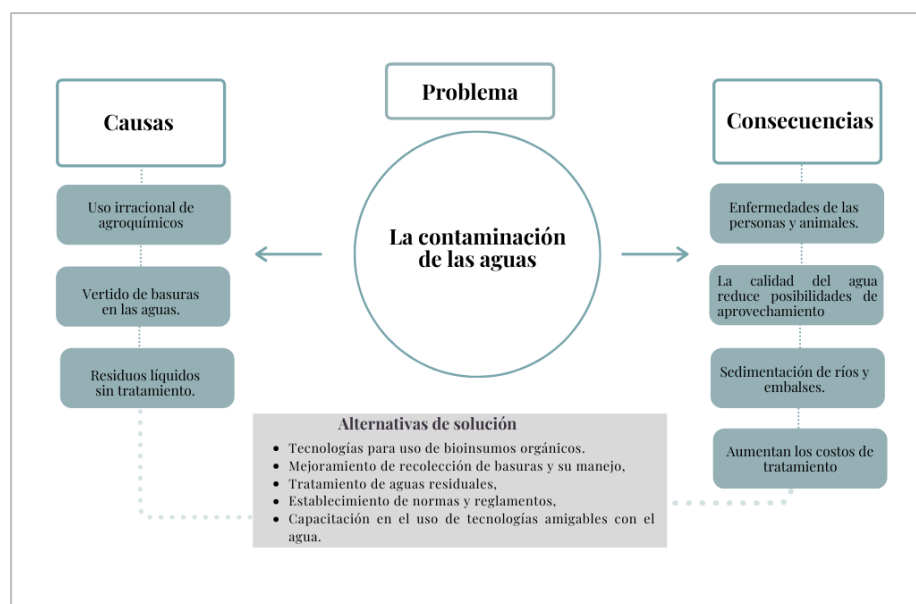 Problema
La contaminación
de las aguas
Causas
Uso irracional de
agroquímicos
Vertido de basuras
en las aguas.
Residuos líquidos
sin tratamiento.
Consecuencias
Enfermedades de las
personas y animales.
La calidad del agua
reduce posibilidades de
aprovechamiento
Sedimentación de ríos y
embalses.
Aumentan los costos de
tratamiento
Alternativas de solución
• Tecnologías para uso de bioinsumos orgánicos.
• Mejoramiento de recolección de basuras y su manejo,
• Tratamiento de aguas residuales,
• Establecimiento de normas y reglamentos,
• Capacitación en el uso de tecnologías amigables con el
agua.